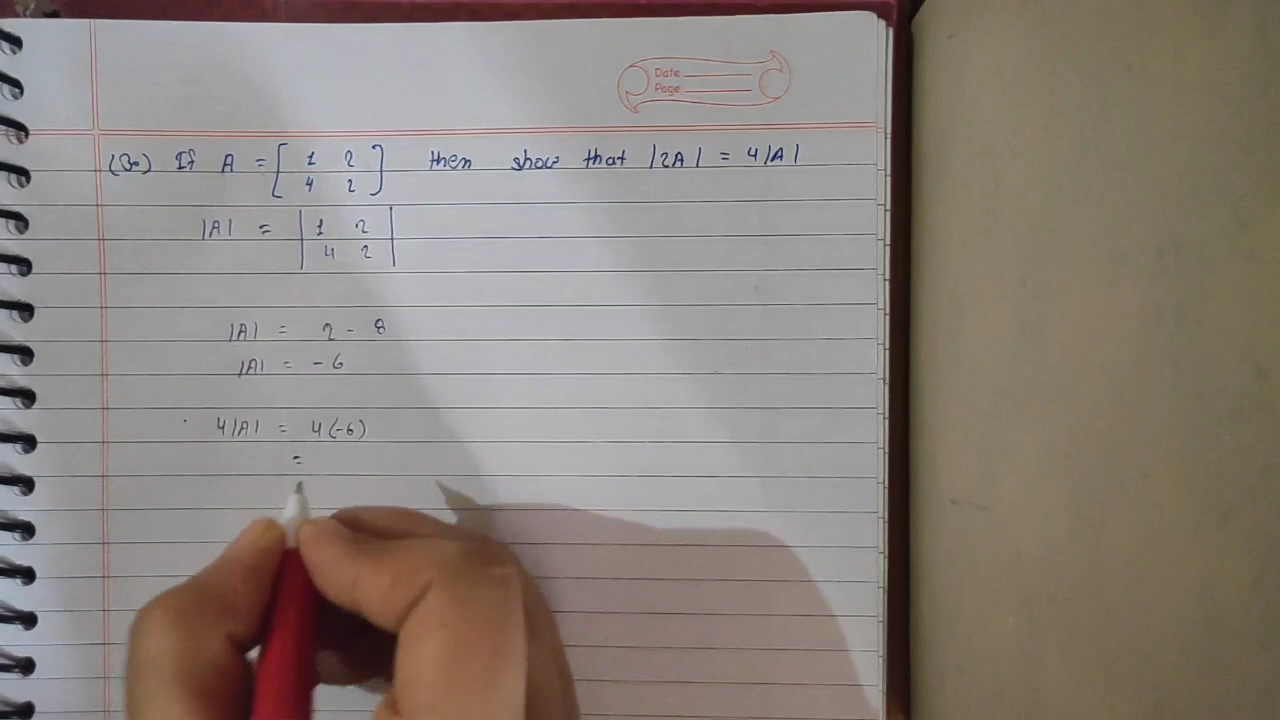 Date
Page
(30) If A = [ 1 2 then show that |2A| = 4|A|
4 2 ]
|A| = | 1 2
4 2 |
|A| = 2 - 8
|A| = -6
4|A| = 4(-6)
=